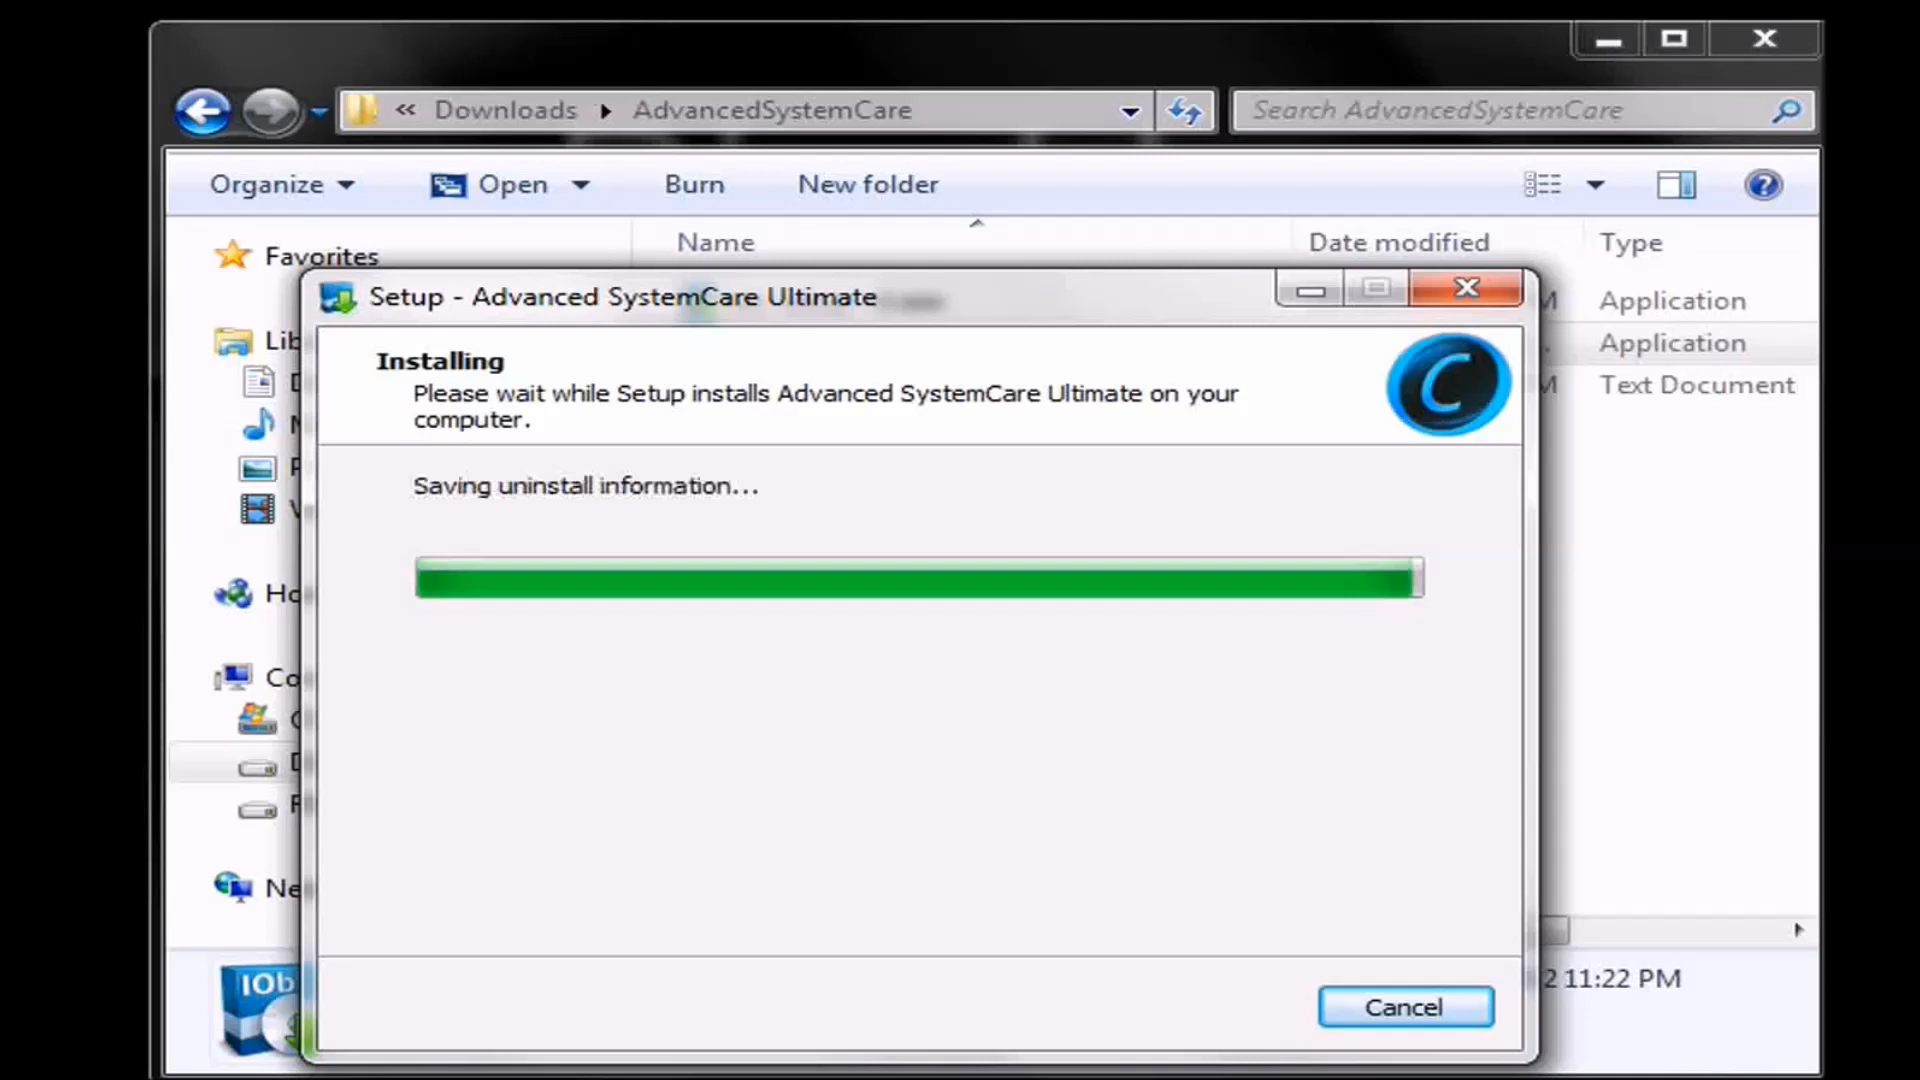 « Downloads ▸ AdvancedSystemCare
Search AdvancedSystemCare
Organize
Open
Burn
New folder
Name
Date modified
Type
Favorites
Application
Application
Text Document
Setup - Advanced SystemCare Ultimate
Installing
Please wait while Setup installs Advanced SystemCare Ultimate on your
computer.
Saving uninstall information...
Cancel
11:22 PM